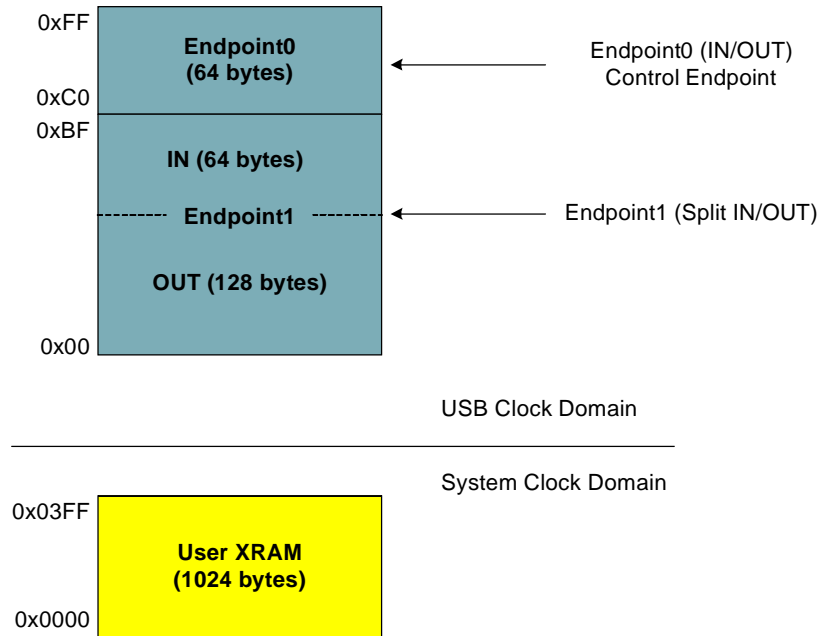 0xFF
Endpoint0
(64 bytes)
Endpoint0 (IN/OUT)
Control Endpoint
0xC0
0xBF
IN (64 bytes)
Endpoint1
Endpoint1 (Split IN/OUT)
OUT (128 bytes)
0x00
USB Clock Domain
System Clock Domain
0x03FF
User XRAM
(1024 bytes)
0x0000